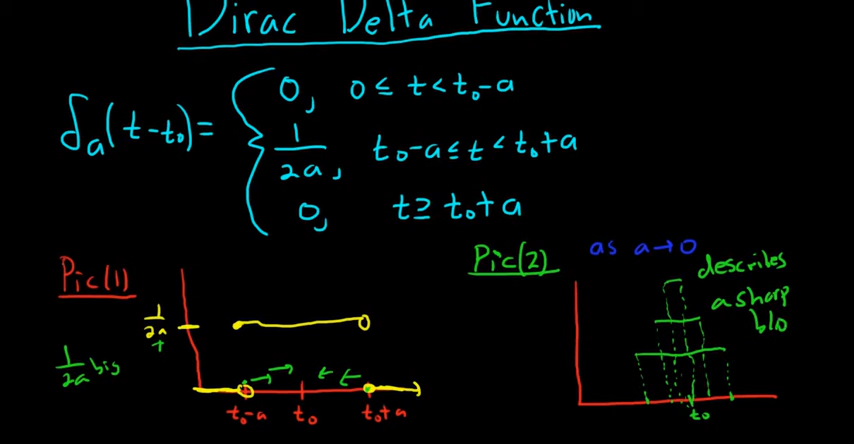 Dirac Delta Function
δa(t-t₀)= { 0, 0 ≤ t < t₀-a
1/2a, t₀-a ≤ t < t₀+a
0, t ≥ t₀+a
Pic(1)
1/2a
1/2a big
t₀-a t₀ t₀+a
Pic(2)
as a→0
describes
a sharp
blo
t₀